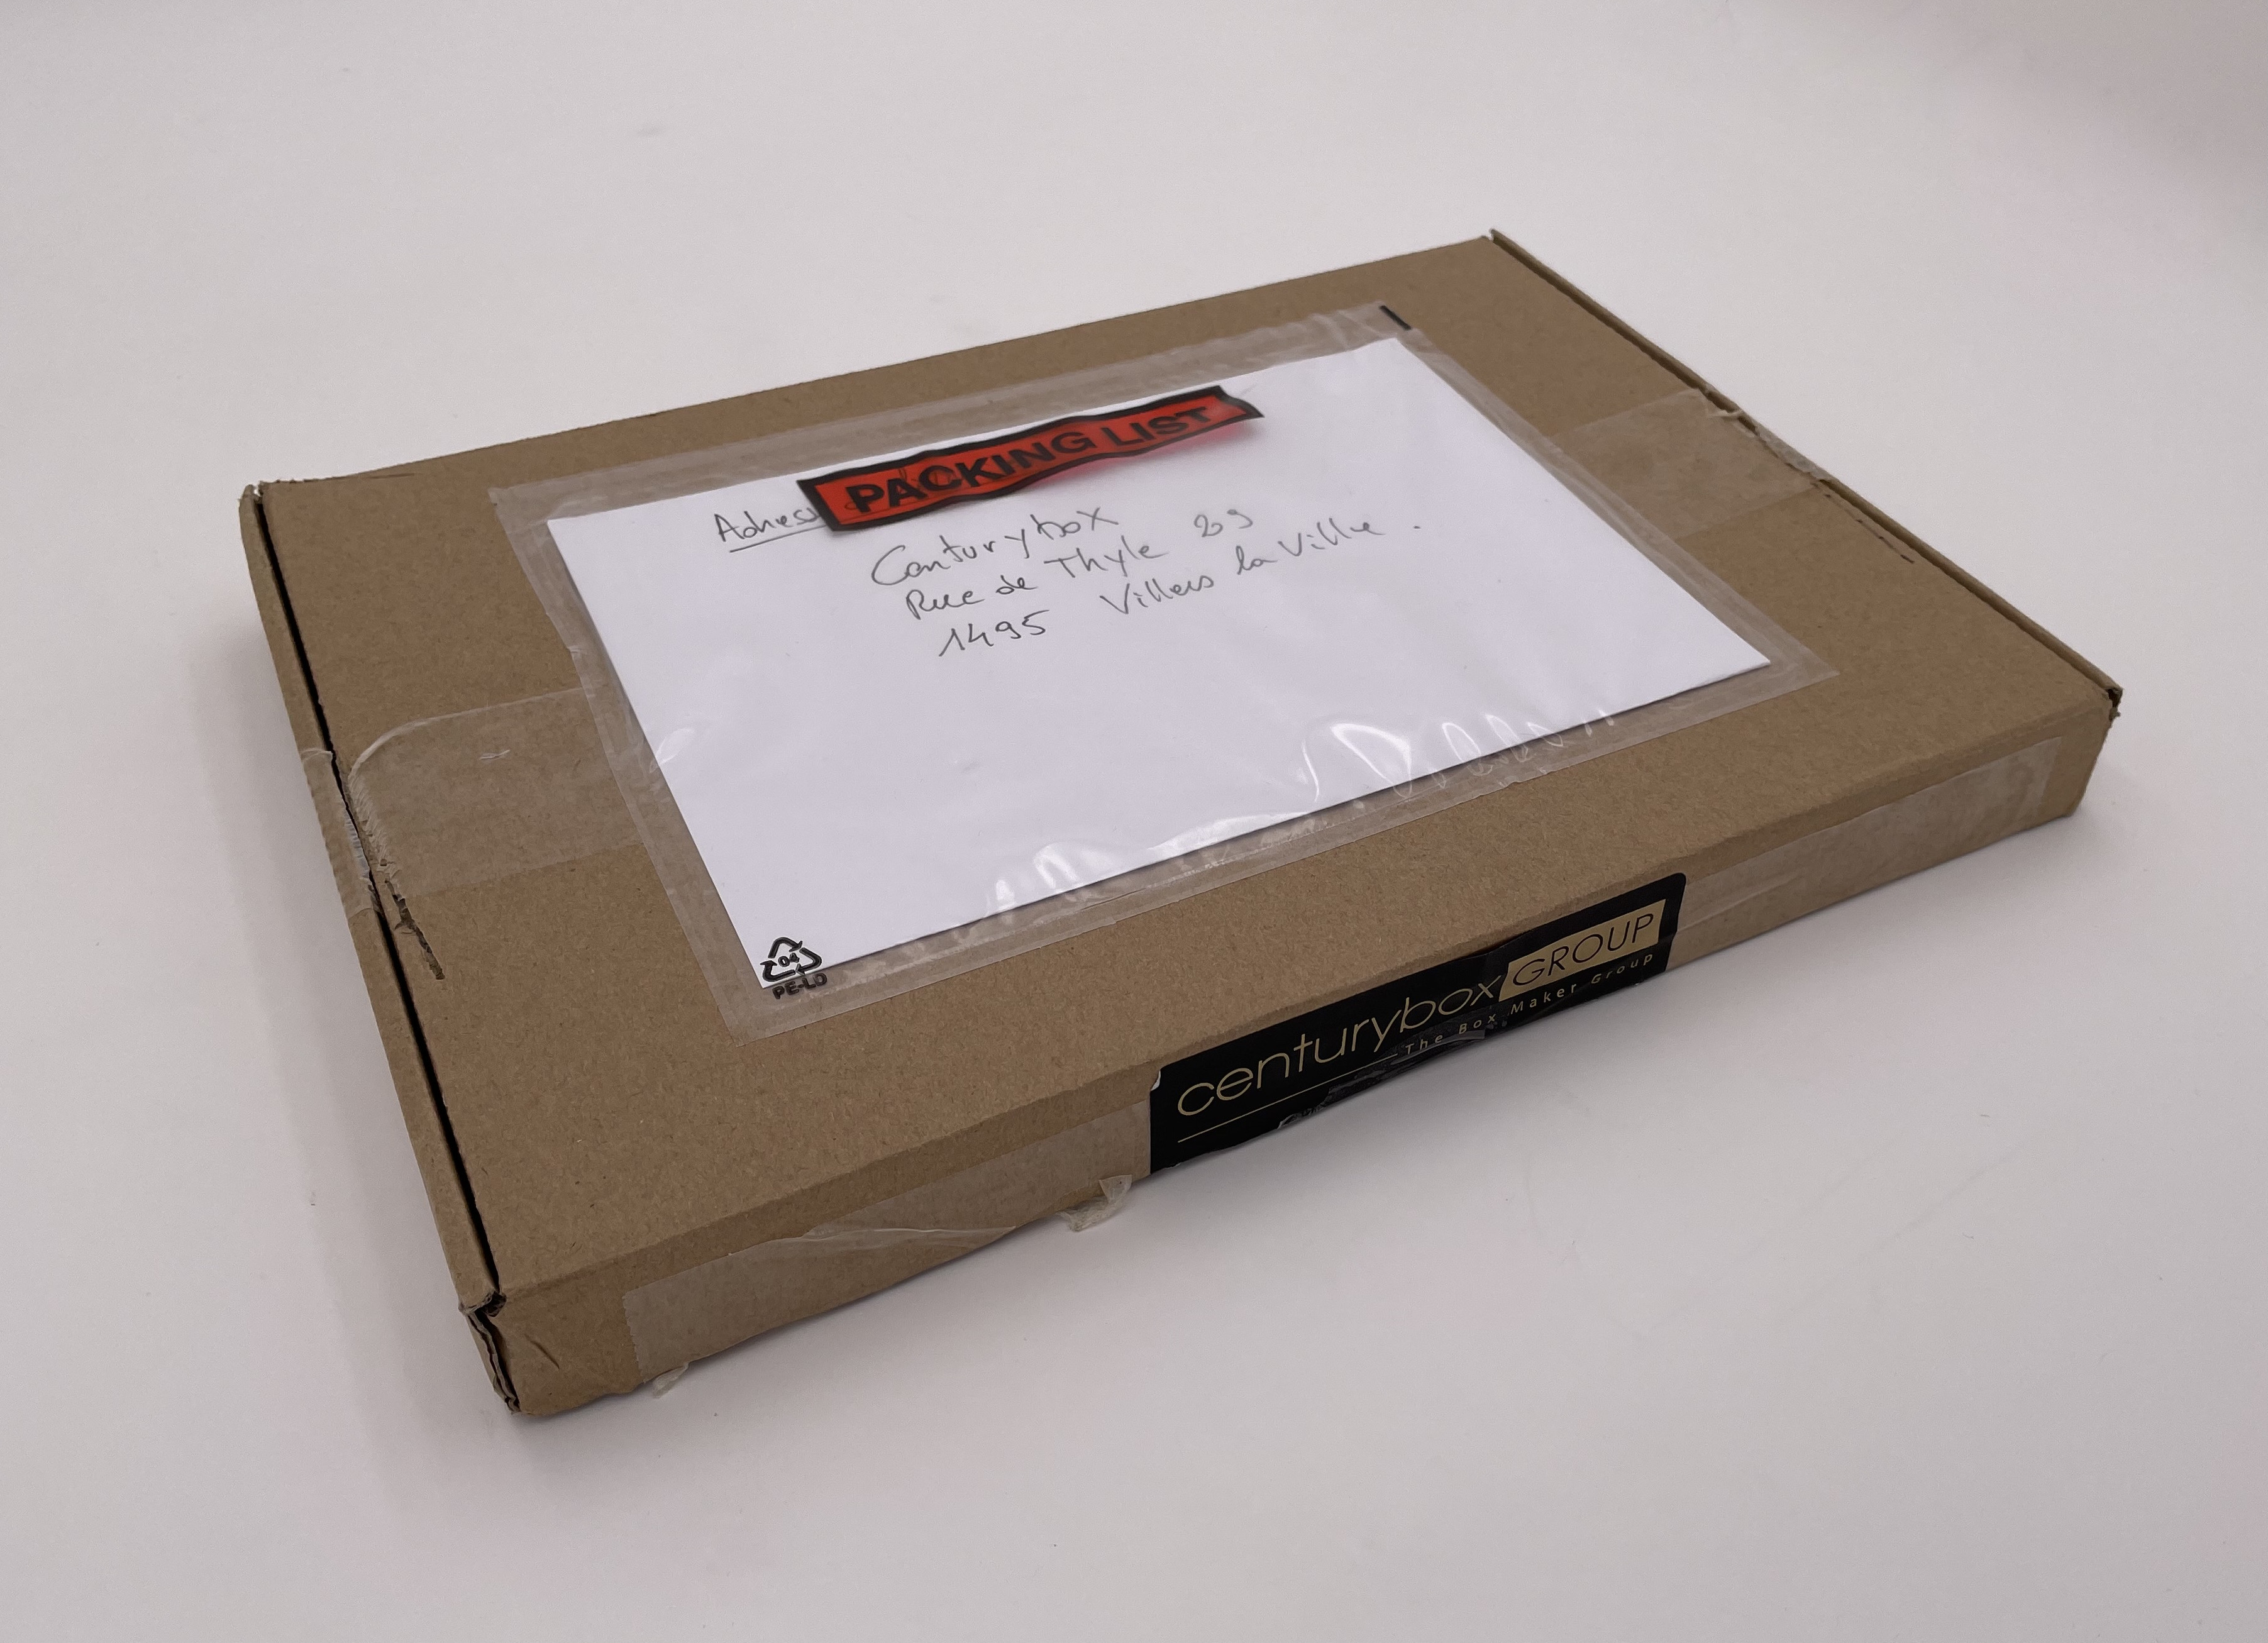 PACKING LIST
Centurybox
Rue de Thyle 29
1495 Villers la Ville.
04
PE-LD
centurybox GROUP
The Box Maker Group